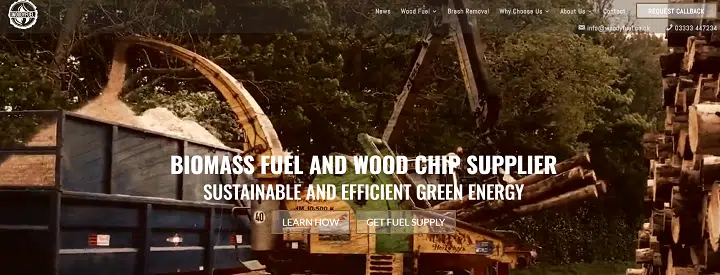 News
Wood Fuel
Brash Removal
Why Choose Us
About Us
Contact
REQUEST CALLBACK
03333 447234
BIOMASS FUEL AND WOOD CHIP SUPPLIER
SUSTAINABLE AND EFFICIENT GREEN ENERGY
40
LEARN HOW
GET FUEL SUPPLY